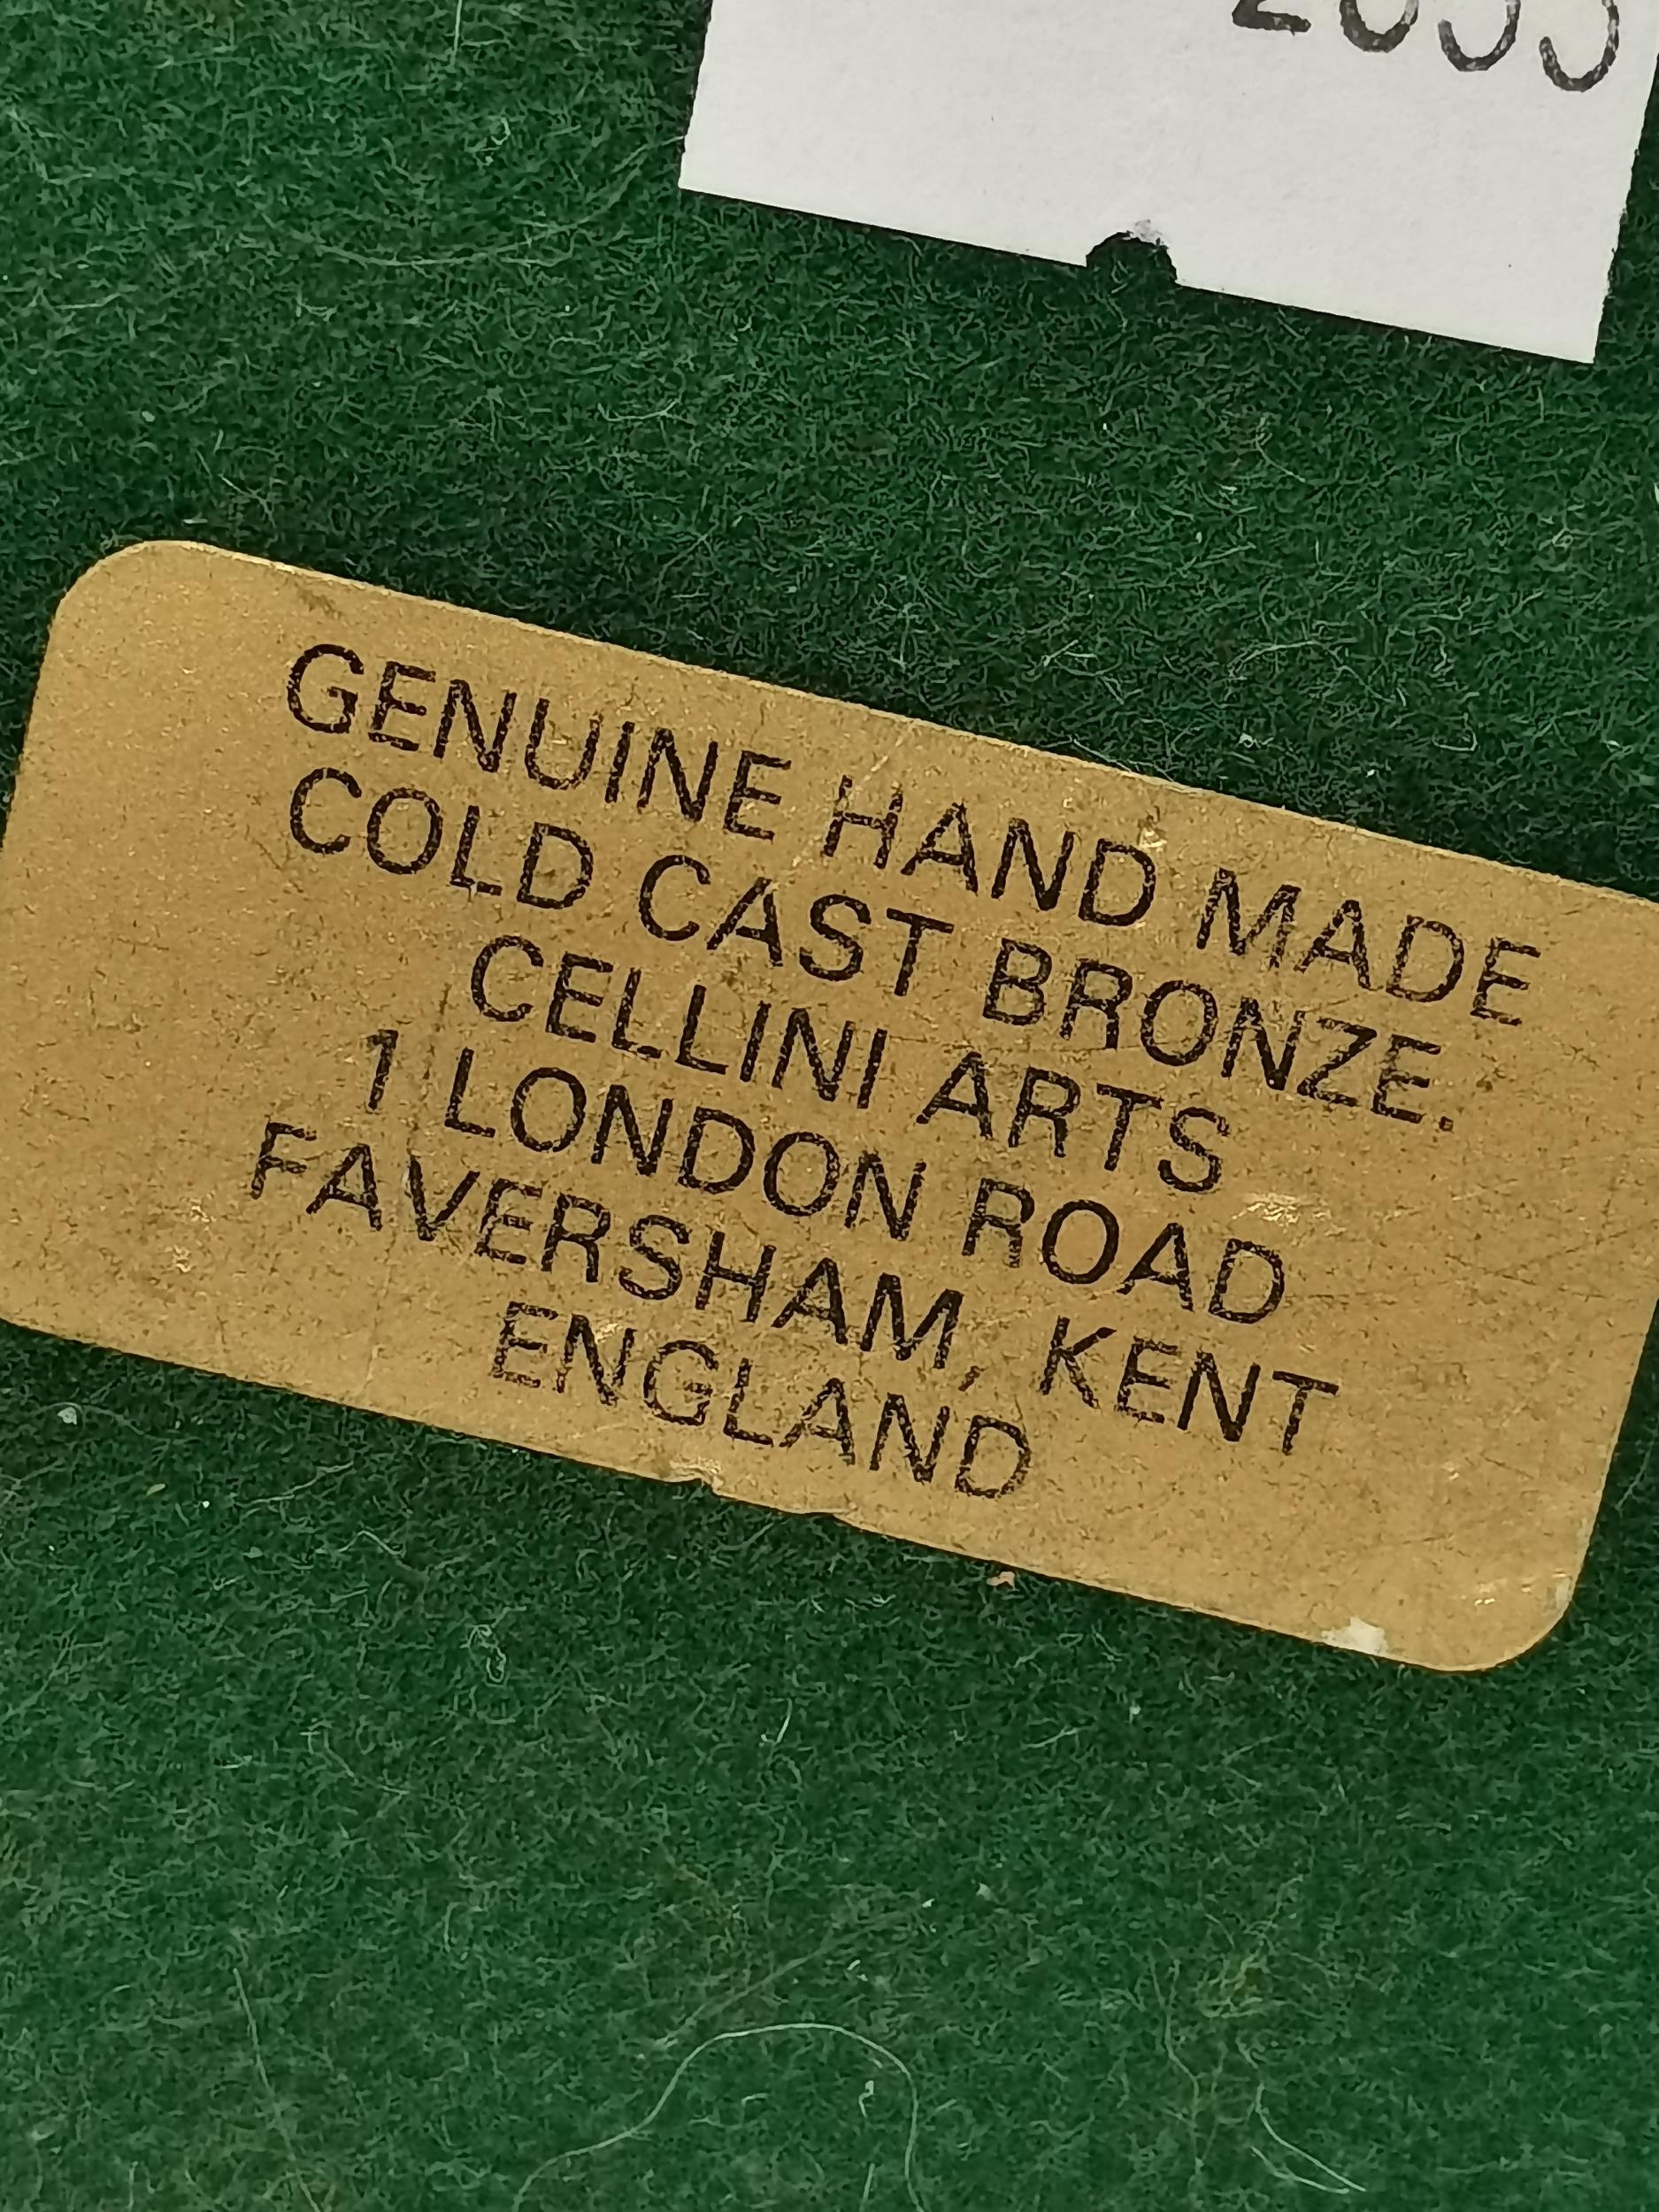 GENUINE HAND MADE
COLD CAST BRONZE.
CELLINI ARTS
1 LONDON ROAD
FAVERSHAM, KENT
ENGLAND